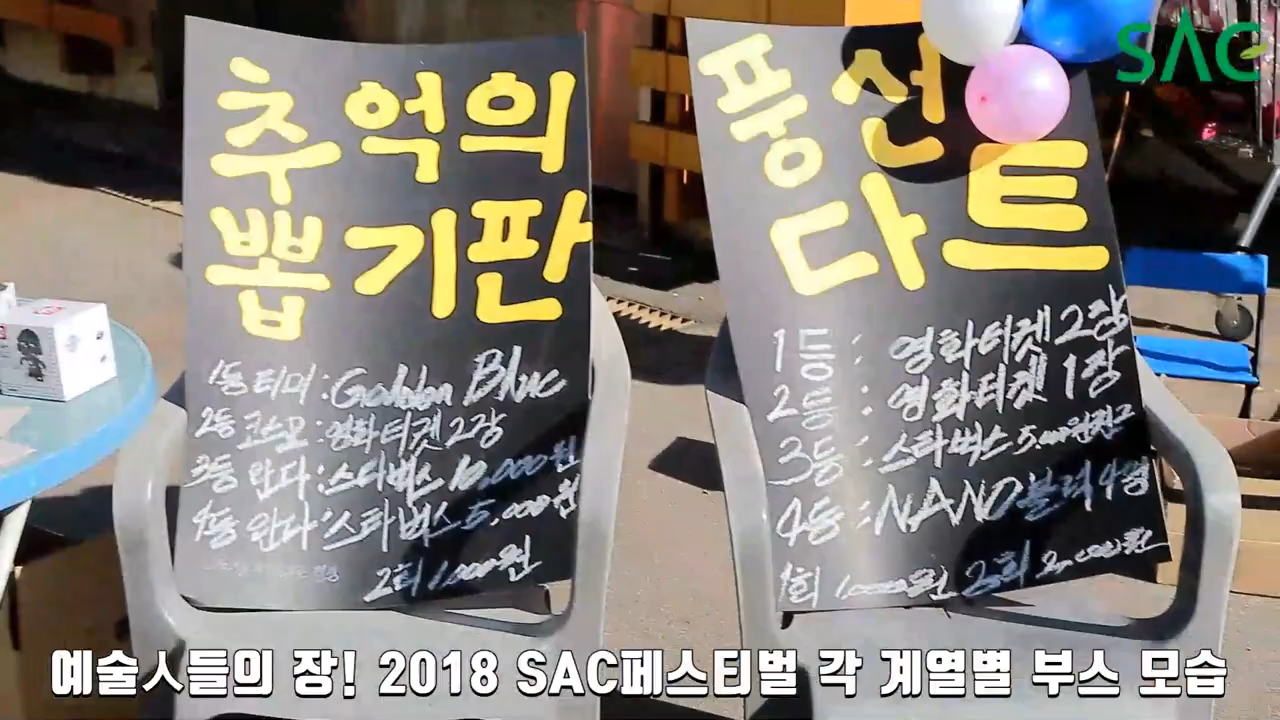 SAC
추억의
뽑기판
1등 티머 : Golden Blue
2등 코스모 : 영화티켓 2장
3등 완다 : 스타벅스 10,000원
4등 완다 : 스타벅스 5,000원
2회 1,000원
풍선
다트
1등 : 영화티켓 2장
2등 : 영화티켓 1장
3등 : 스타벅스 5,000원
4등 : NANO블럭 4명
1회 1,000원 2회 2,000원
예술人들의 장! 2018 SAC페스티벌 각 계열별 부스 모습